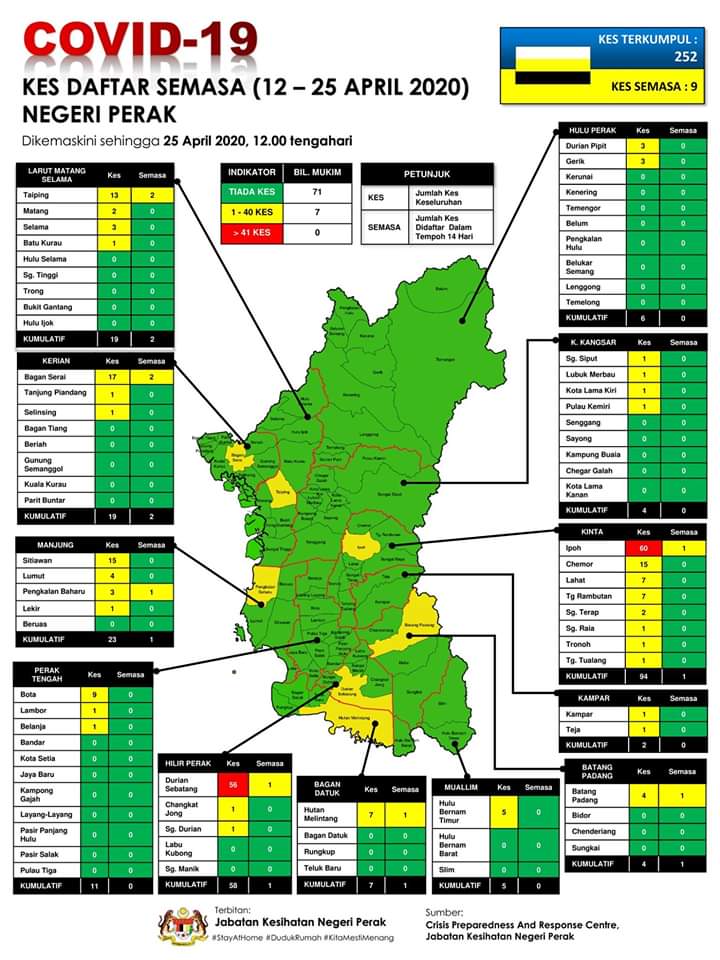 COVID-19
KES DAFTAR SEMASA (12 – 25 APRIL 2020)
NEGERI PERAK
Dikemaskini sehingga 25 April 2020, 12.00 tengahari
KES TERKUMPUL :
252
KES SEMASA : 9
LARUT MATANG SELAMA Kes Semasa
Taiping 13 2
Matang 2 0
Selama 3 0
Batu Kurau 1 0
Hulu Selama 0 0
Sg. Tinggi 0 0
Trong 0 0
Bukit Gantang 0 0
Hulu Ijok 0 0
KUMULATIF 19 2
INDIKATOR BIL. MUKIM
TIADA KES 71
1 - 40 KES 7
> 41 KES 0
PETUNJUK
KES Jumlah Kes Keseluruhan
SEMASA Jumlah Kes Didaftar Dalam Tempoh 14 Hari
HULU PERAK Kes Semasa
Durian Pipit 3 0
Gerik 3 0
Kerunai 0 0
Kenering 0 0
Temengor 0 0
Belum 0 0
Pengkalan Hulu 0 0
Belukar Semang 0 0
Lenggong 0 0
Temelong 0 0
KUMULATIF 6 0
KERIAN Kes Semasa
Bagan Serai 17 2
Tanjung Piandang 1 0
Selinsing 1 0
Bagan Tiang 0 0
Beriah 0 0
Gunung Semanggol 0 0
Kuala Kurau 0 0
Parit Buntar 0 0
KUMULATIF 19 2
K. KANGSAR Kes Semasa
Sg. Siput 1 0
Lubuk Merbau 1 0
Kota Lama Kiri 1 0
Pulau Kemiri 1 0
Senggang 0 0
Sayong 0 0
Kampung Buaia 0 0
Chegar Galah 0 0
Kota Lama Kanan 0 0
KUMULATIF 4 0
MANJUNG Kes Semasa
Sitiawan 15 0
Lumut 4 0
Pengkalan Baharu 3 1
Lekir 1 0
Beruas 0 0
KUMULATIF 23 1
KINTA Kes Semasa
Ipoh 60 1
Chemor 15 0
Lahat 7 0
Tg Rambutan 7 0
Sg. Terap 2 0
Sg. Raia 1 0
Tronoh 1 0
Tg. Tualang 1 0
KUMULATIF 94 1
PERAK TENGAH Kes Semasa
Bota 9 0
Lambor 1 0
Belanja 1 0
Bandar 0 0
Kota Setia 0 0
Jaya Baru 0 0
Kampong Gajah 0 0
Layang-Layang 0 0
Pasir Panjang Hulu 0 0
Pasir Salak 0 0
Pulau Tiga 0 0
KUMULATIF 11 0
KAMPAR Kes Semasa
Kampar 1 0
Teja 1 0
KUMULATIF 2 0
HILIR PERAK Kes Semasa
Durian Sebatang 56 1
Changkat Jong 1 0
Sg. Durian 1 0
Labu Kubong 0 0
Sg. Manik 0 0
KUMULATIF 58 1
BAGAN DATUK Kes Semasa
Hutan Melintang 7 1
Bagan Datuk 0 0
Rungkup 0 0
Teluk Baru 0 0
KUMULATIF 7 1
MUALLIM Kes Semasa
Hulu Bernam Timur 5 0
Hulu Bernam Barat 0 0
Slim 0 0
KUMULATIF 5 0
BATANG PADANG Kes Semasa
Batang Padang 4 1
Bidor 0 0
Chenderiang 0 0
Sungkai 0 0
KUMULATIF 4 1
Terbitan:
Jabatan Kesihatan Negeri Perak
#StayAtHome #DudukRumah #KitaMestiMenang
Sumber:
Crisis Preparedness And Response Centre,
Jabatan Kesihatan Negeri Perak